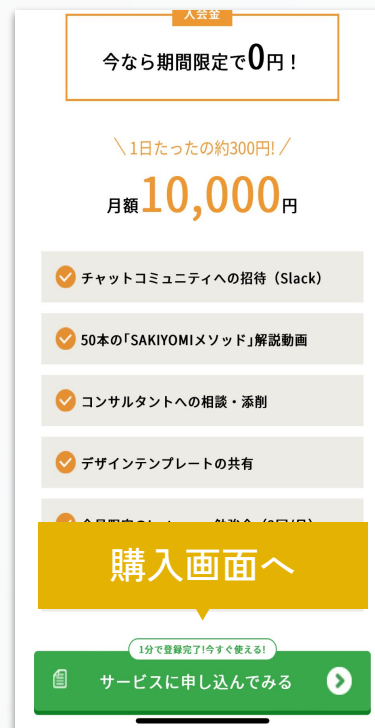 入会金
今なら期間限定で0円！
＼1日たったの約300円!／
月額10,000円
チャットコミュニティへの招待（Slack）
50本の「SAKIYOMIメソッド」解説動画
コンサルタントへの相談・添削
デザインテンプレートの共有
購入画面へ
1分で登録完了!今すぐ使える!
サービスに申し込んでみる